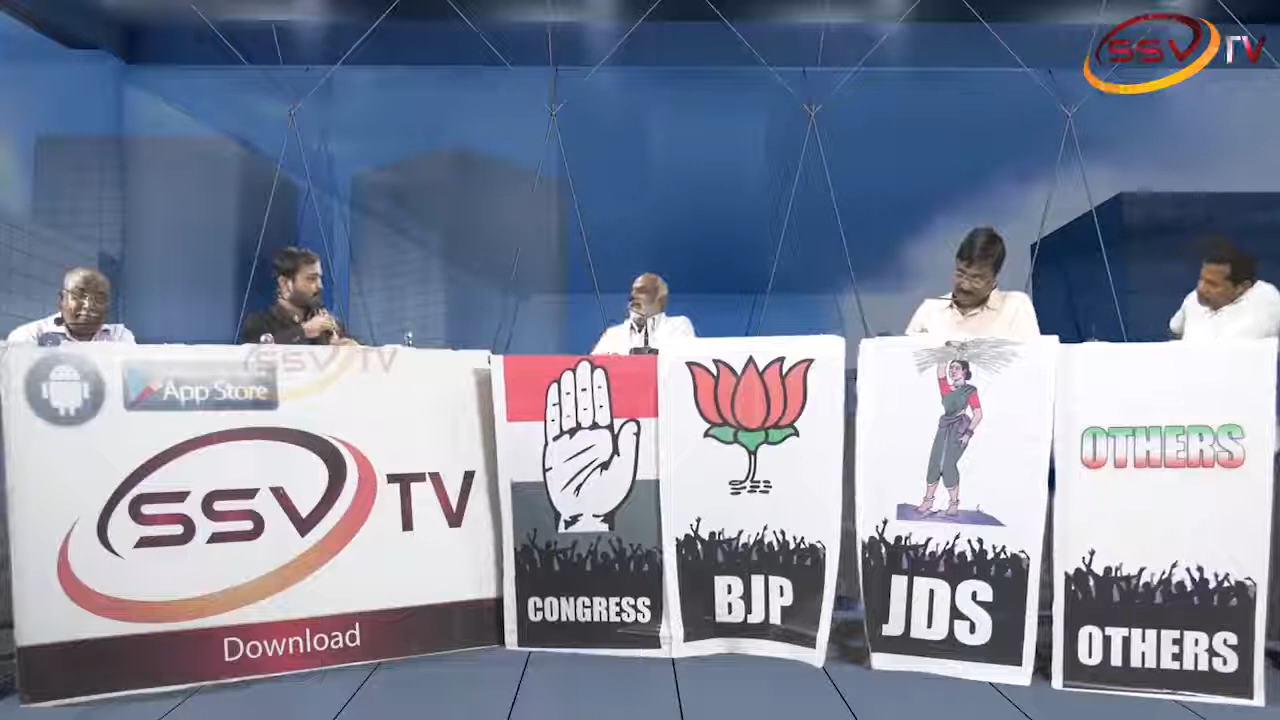 SSV TV
SSV TV
App Store
SSV TV
Download
CONGRESS
BJP
JDS
OTHERS
OTHERS